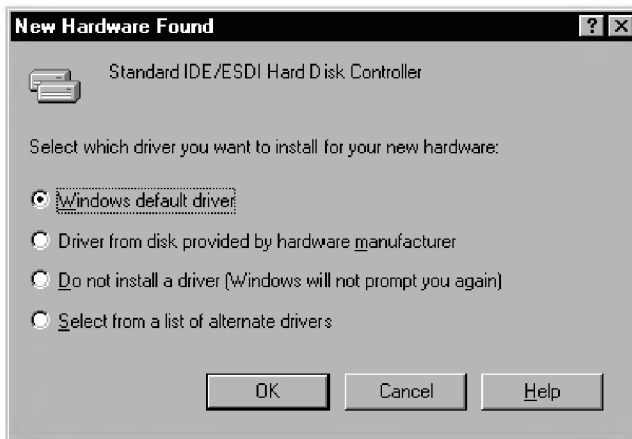 New Hardware Found
Standard IDE/ESDI Hard Disk Controller
Select which driver you want to install for your new hardware:
Windows default driver
Driver from disk provided by hardware manufacturer
Do not install a driver (Windows will not prompt you again)
Select from a list of alternate drivers
OK Cancel Help